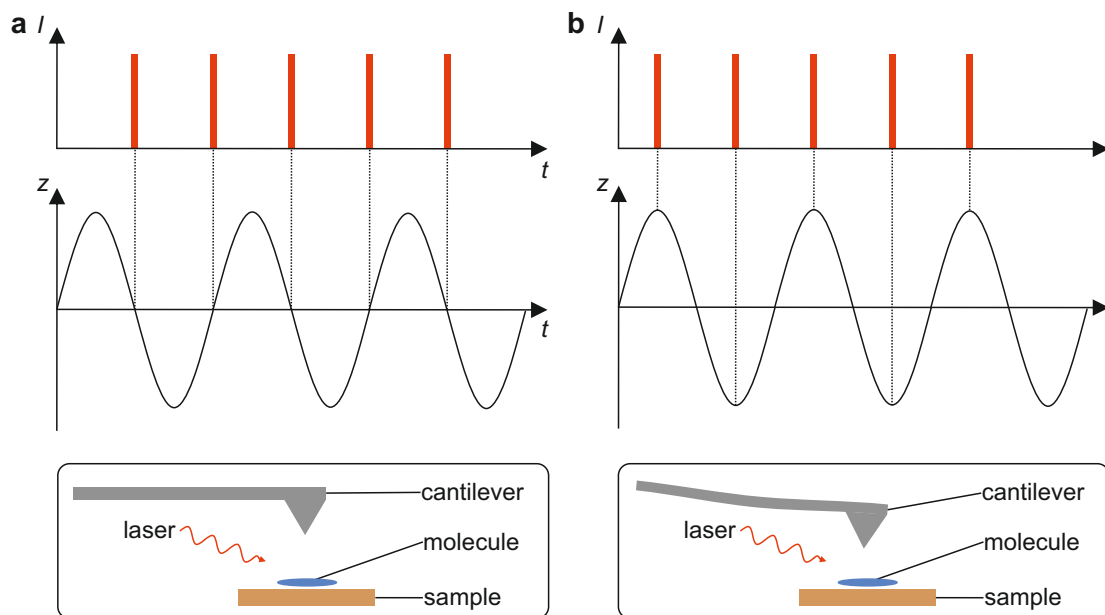 a
I
t
z
t
cantilever
laser
molecule
sample
b
I
z
cantilever
laser
molecule
sample